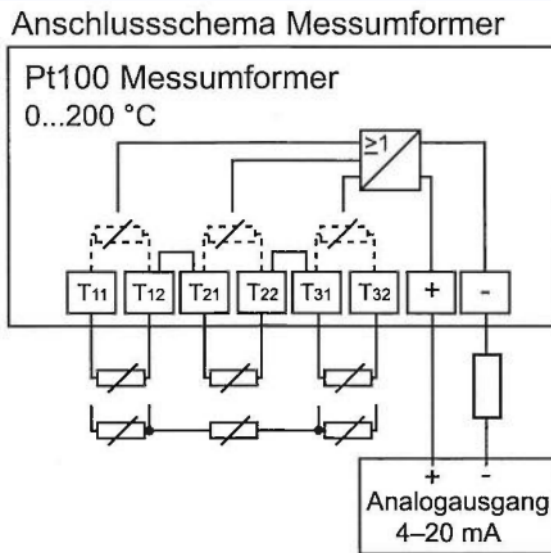 Anschlussschema Messumformer
Pt100 Messumformer
0...200 °C
≥1
T11 T12 T21 T22 T31 T32 + -
+ -
Analogausgang
4–20 mA